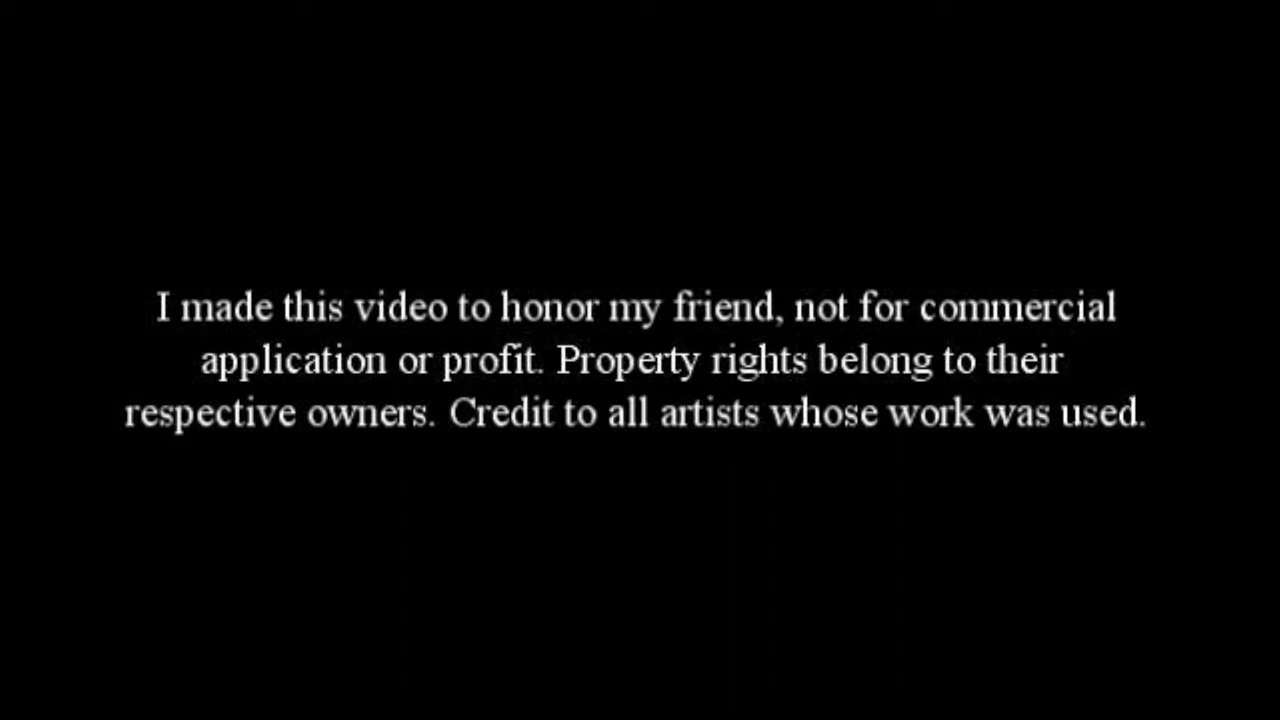 I made this video to honor my friend, not for commercial
application or profit. Property rights belong to their
respective owners. Credit to all artists whose work was used.